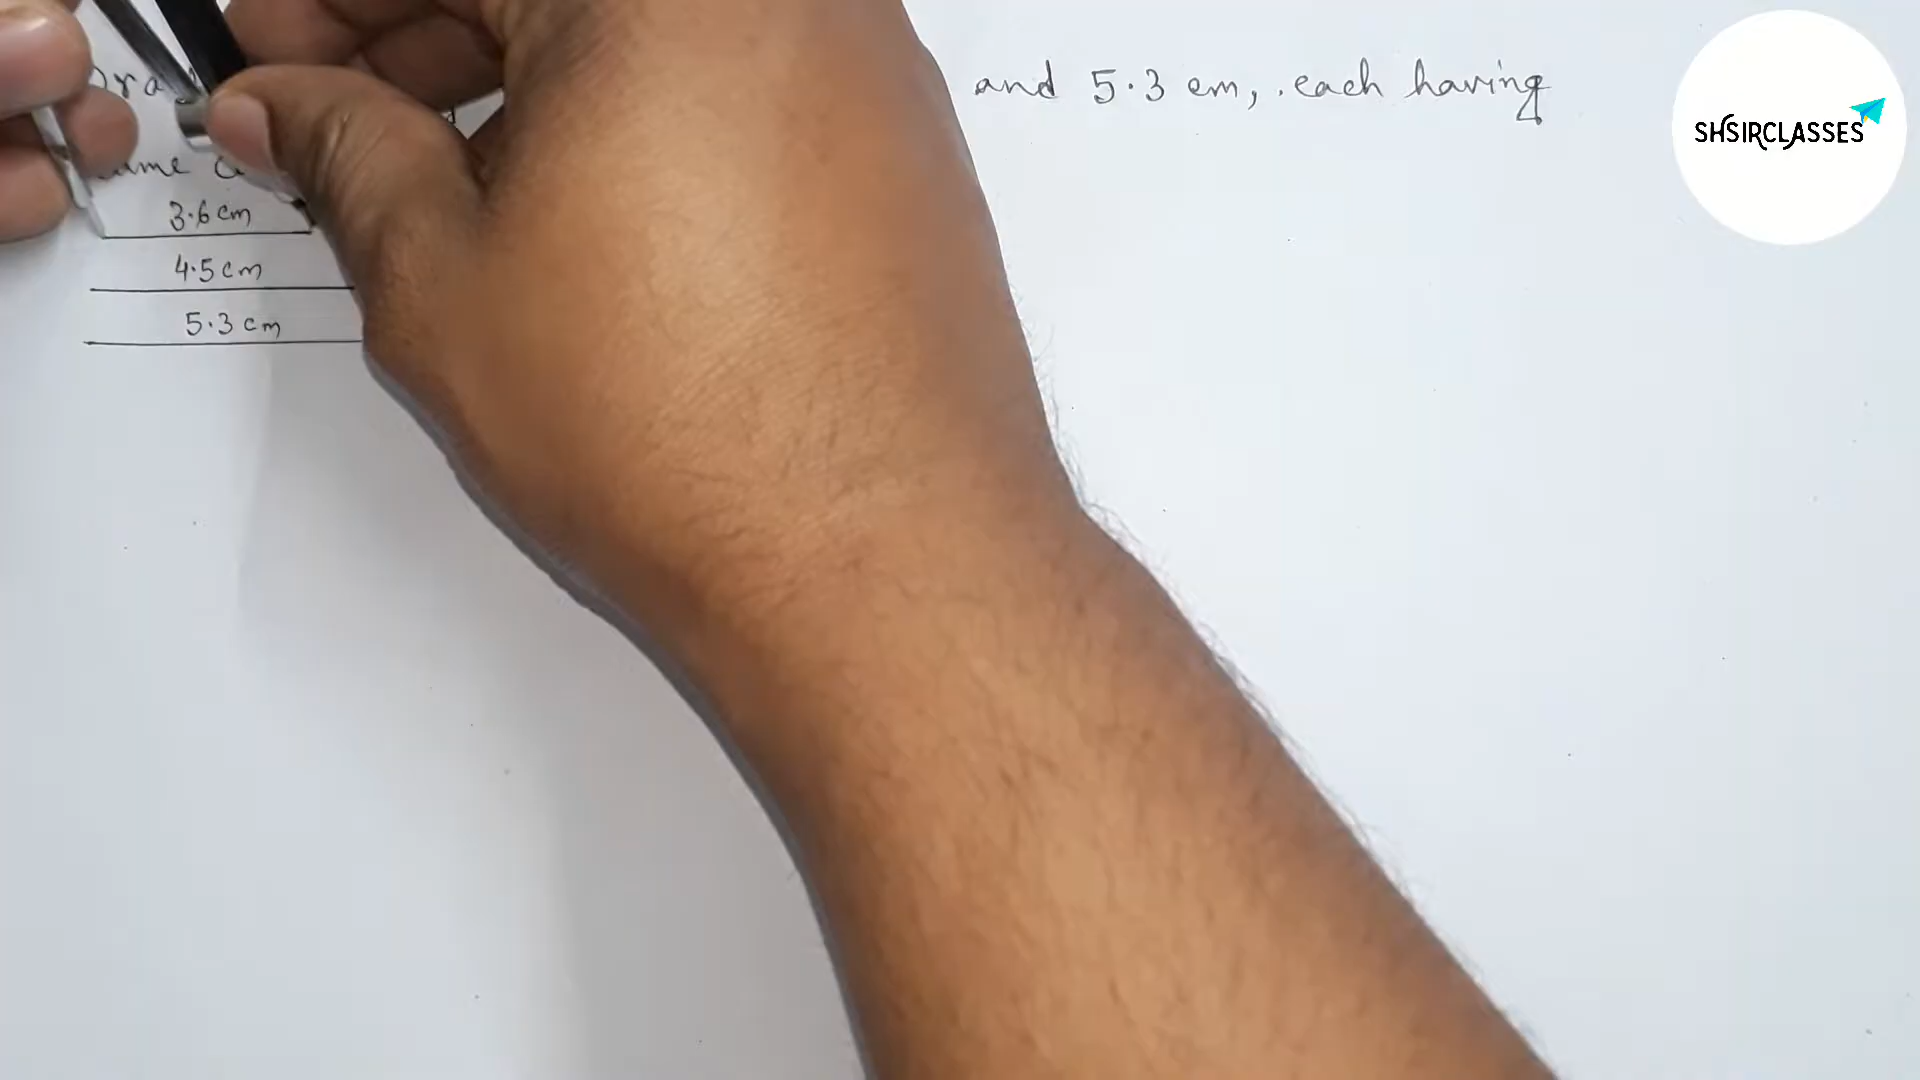 and 5.3 cm, each having
SHSIRCLASSES
3.6 cm
4.5 cm
5.3 cm